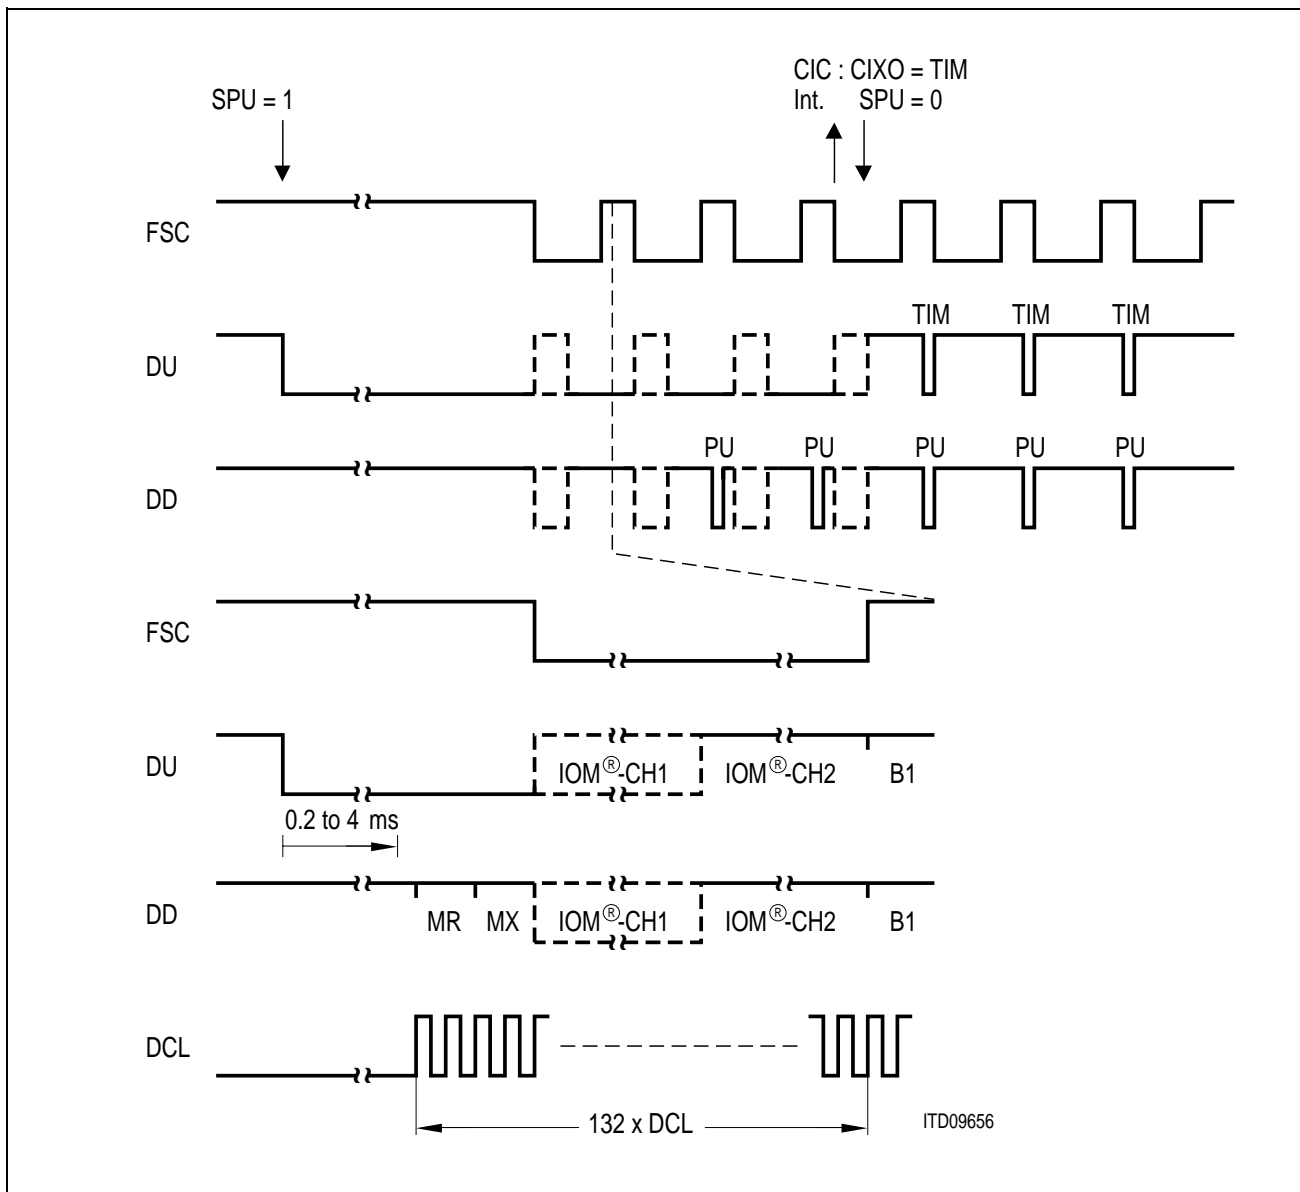 CIC : CIXO = TIM
SPU = 1
Int. SPU = 0
FSC
TIM TIM TIM
DU
PU PU PU PU PU
DD
FSC
DU
IOM®-CH1 IOM®-CH2 B1
0.2 to 4 ms
DD
MR MX IOM®-CH1 IOM®-CH2 B1
DCL
132 x DCL
ITD09656